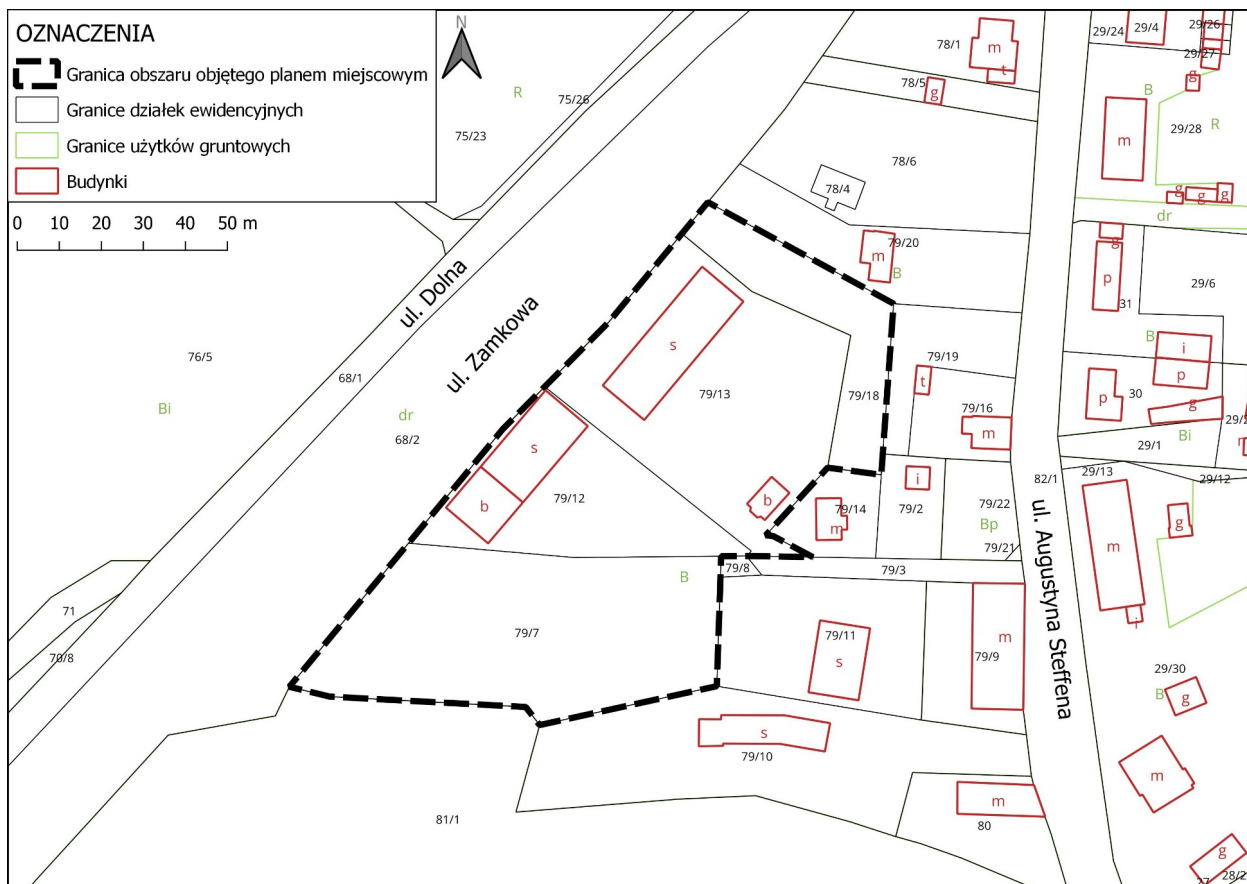 OZNACZENIA
Granica obszaru objętego planem miejscowym
Granice działek ewidencyjnych
Granice użytków gruntowych
Budynki
0 10 20 30 40 50 m
N
R
75/26
75/23
78/1
m
t
78/5
g
29/24
29/4
29/26
29/27
g
B
R
29/28
m
78/6
78/4
g
g
g
dr
79/20
m
B
g
p
31
29/6
ul. Dolna
ul. Zamkowa
76/5
Bi
68/1
dr
68/2
s
79/13
79/18
79/19
t
79/16
m
B
i
p
p
30
g
Bi
29/1
s
b
79/12
b
79/14
m
i
79/2
79/22
Bp
79/21
82/1
29/13
29/12
g
m
i
ul. Augustyna Steffena
B
79/8
79/3
79/7
79/11
s
m
79/9
71
70/8
29/30
B
g
s
79/10
m
81/1
m
80
g
27
28/2